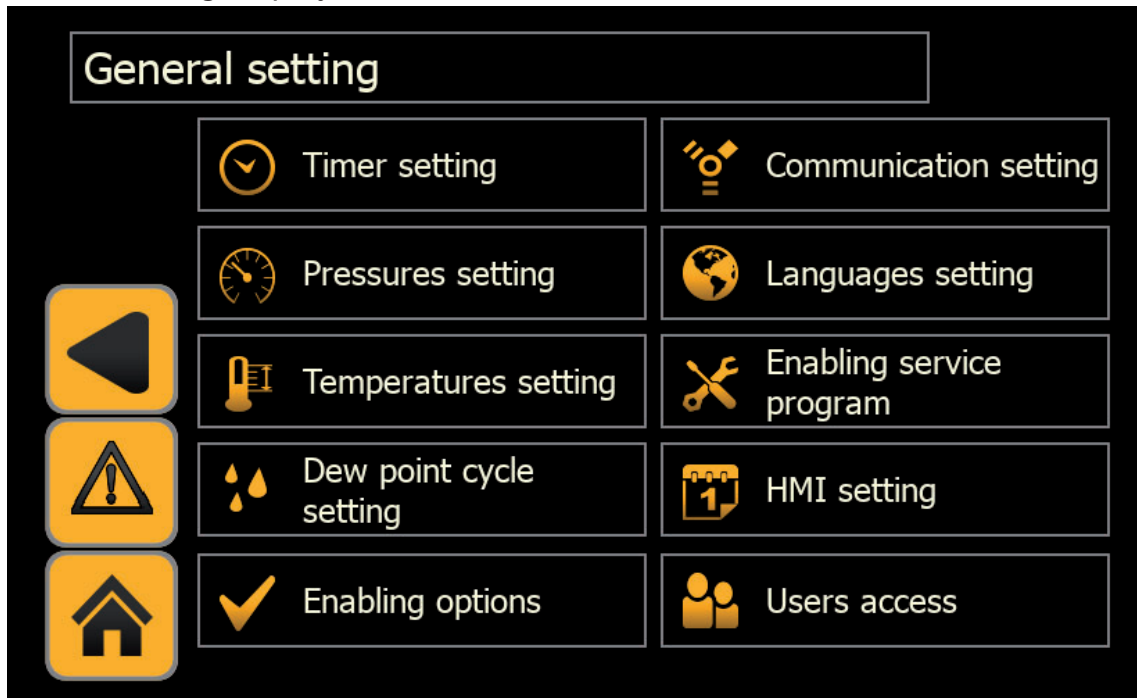 General setting
Timer setting
Communication setting
Pressures setting
Languages setting
Temperatures setting
Enabling service
program
Dew point cycle
setting
1
HMI setting
Enabling options
Users access